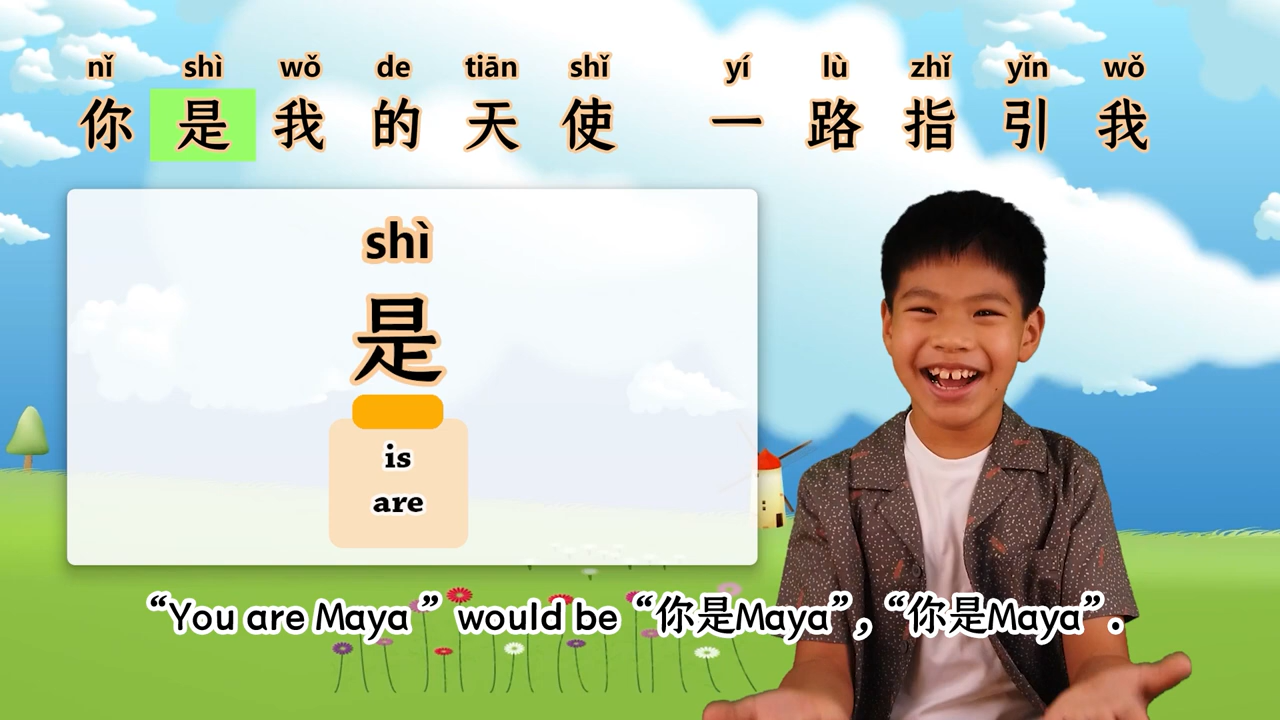 nǐ shì wǒ de tiān shǐ yí lù zhǐ yǐn wǒ
你是我的天使 一路指引我
shì
是
is
are
“You are Maya ” would be “你是Maya”, “你是Maya”.